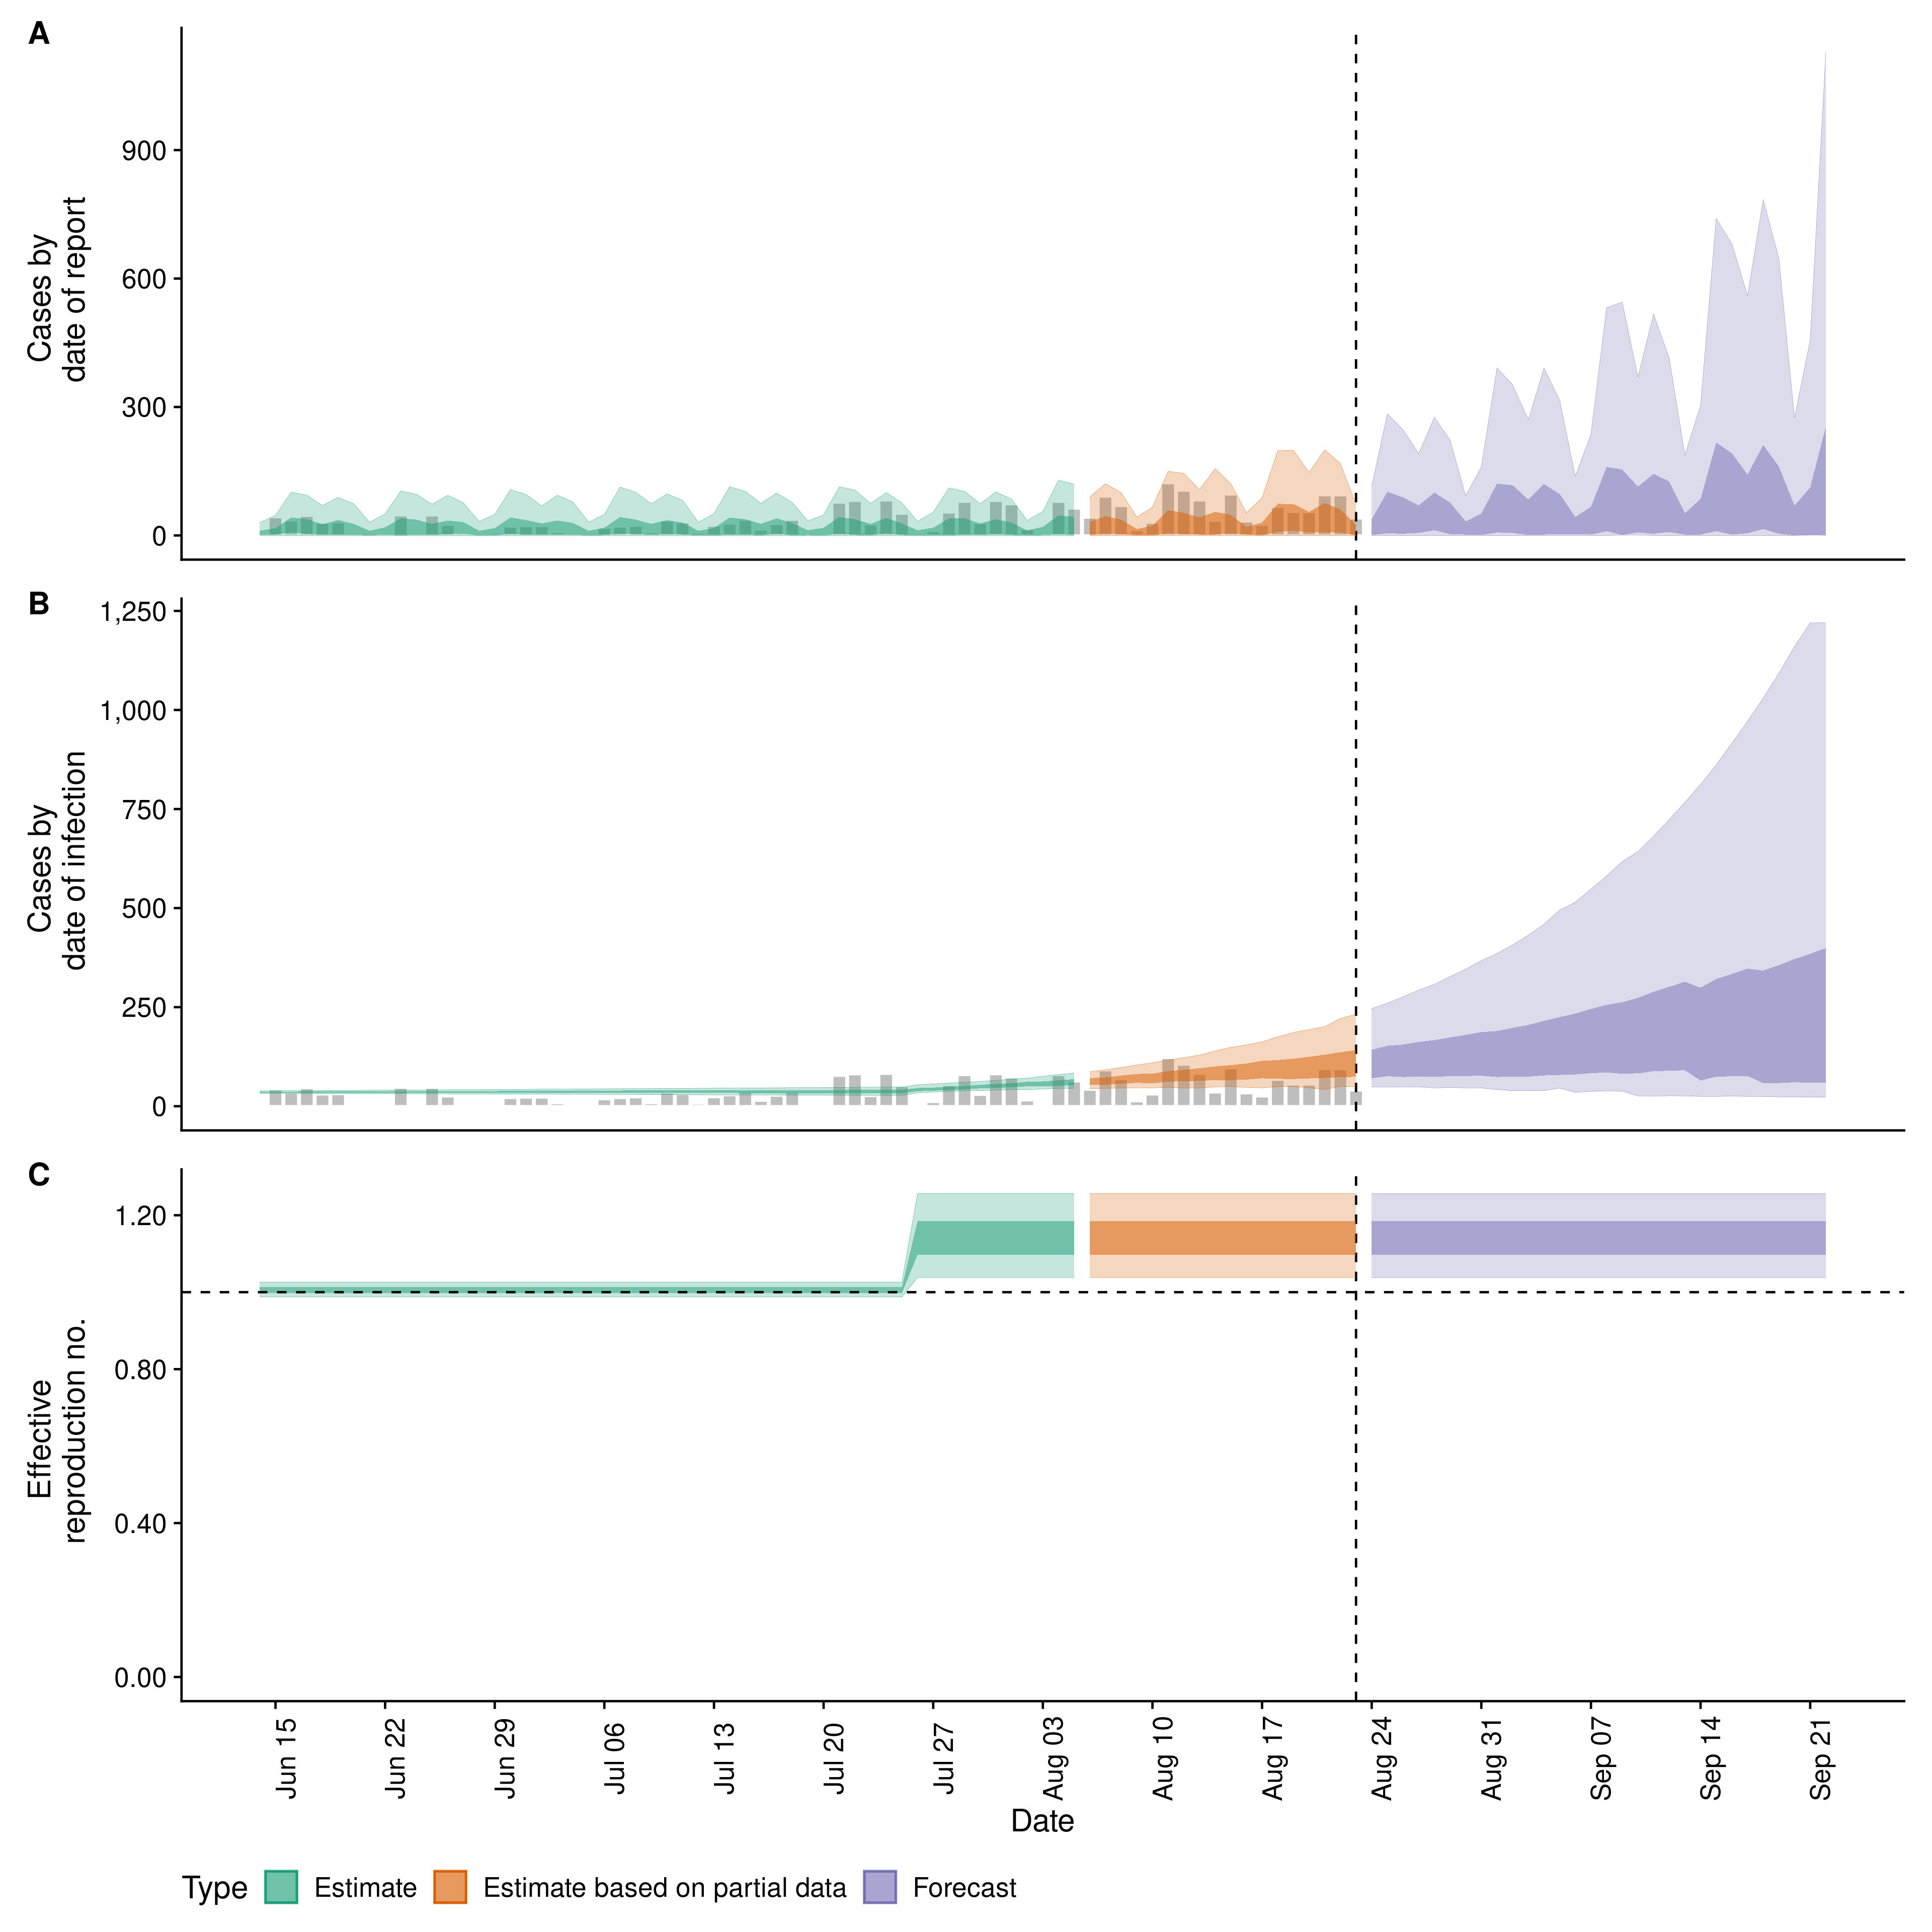 A
Cases by
date of report
900
600
300
0
B
Cases by
date of infection
1,250
1,000
750
500
250
0
C
Effective
reproduction no.
1.20
0.80
0.40
0.00
Jun 15
Jun 22
Jun 29
Jul 06
Jul 13
Jul 20
Jul 27
Aug 03
Aug 10
Aug 17
Aug 24
Aug 31
Sep 07
Sep 14
Sep 21
Date
Type Estimate Estimate based on partial data Forecast